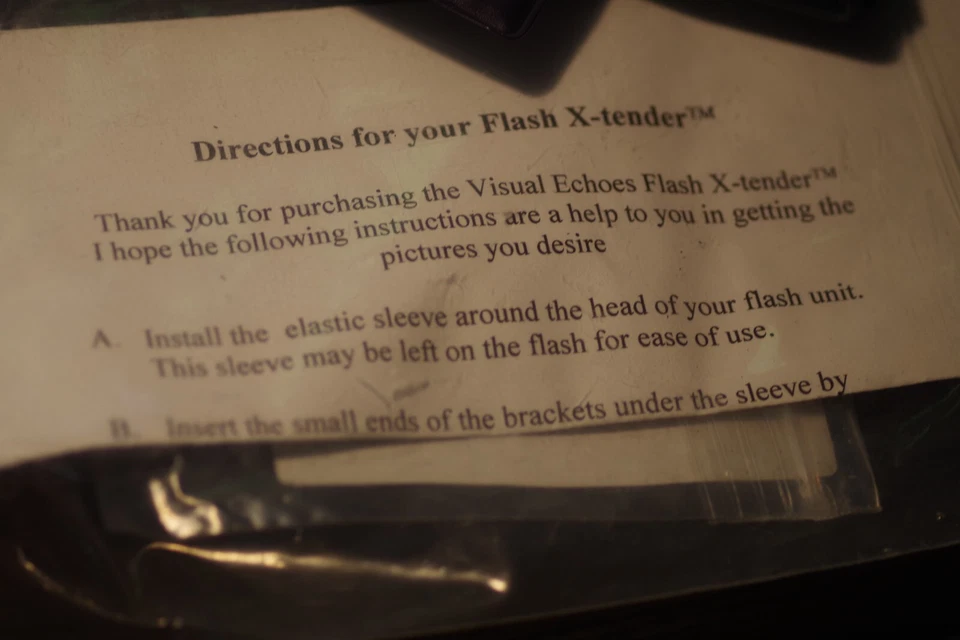 Directions for your Flash X-tender™
Thank you for purchasing the Visual Echoes Flash X-tender™
I hope the following instructions are a help to you in getting the
pictures you desire
A. Install the elastic sleeve around the head of your flash unit.
This sleeve may be left on the flash for ease of use.
B. Insert the small ends of the brackets under the sleeve by